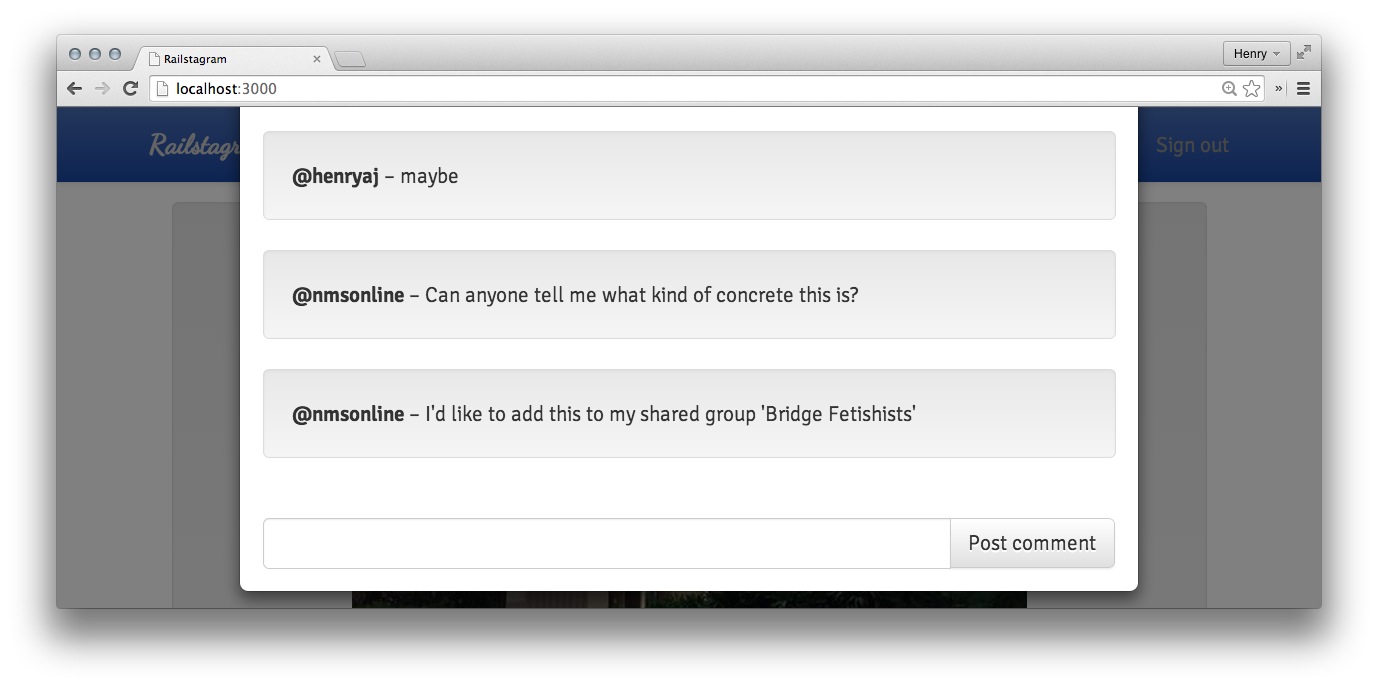 Railstagram
Henry
localhost:3000
Railstagr
Sign out
@henryaj – maybe
@nmsonline – Can anyone tell me what kind of concrete this is?
@nmsonline – I'd like to add this to my shared group 'Bridge Fetishists'
Post comment